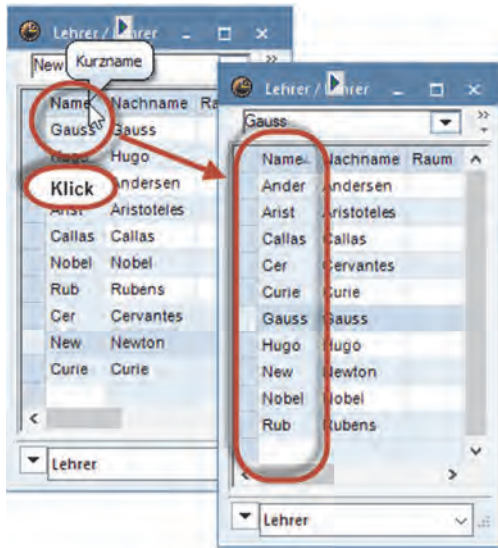 Lehrer / Lehrer
New
Kurzname
Name Nachname Ra
Gauss Gauss
Hugo Hugo
Klick
Andersen
Arist Aristoteles
Callas Callas
Nobel Nobel
Rub Rubens
Cer Cervantes
New Newton
Curie Curie
Lehrer
Lehrer / Lehrer
Gauss
Name Nachname Raum
Ander Andersen
Arist Aristoteles
Callas Callas
Cer Cervantes
Curie Curie
Gauss Gauss
Hugo Hugo
New Newton
Nobel Nobel
Rub Rubens
Lehrer